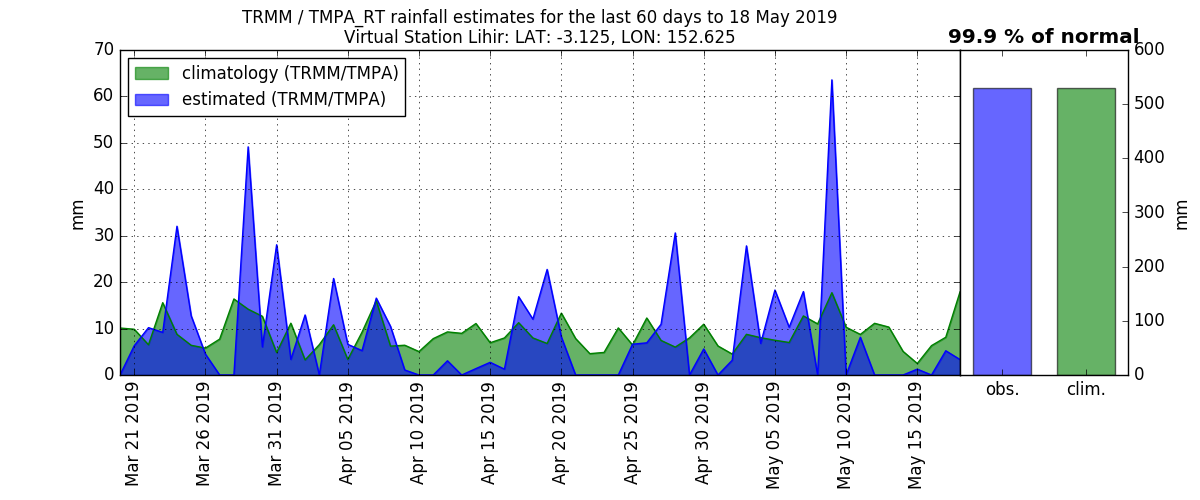 TRMM / TMPA_RT rainfall estimates for the last 60 days to 18 May 2019
Virtual Station Lihir: LAT: -3.125, LON: 152.625
99.9 % of normal
climatology (TRMM/TMPA)
estimated (TRMM/TMPA)
70
60
50
40
30
20
10
0
mm
Mar 21 2019
Mar 26 2019
Mar 31 2019
Apr 05 2019
Apr 10 2019
Apr 15 2019
Apr 20 2019
Apr 25 2019
Apr 30 2019
May 05 2019
May 10 2019
May 15 2019
obs.
clim.
600
500
400
300
200
100
0
mm